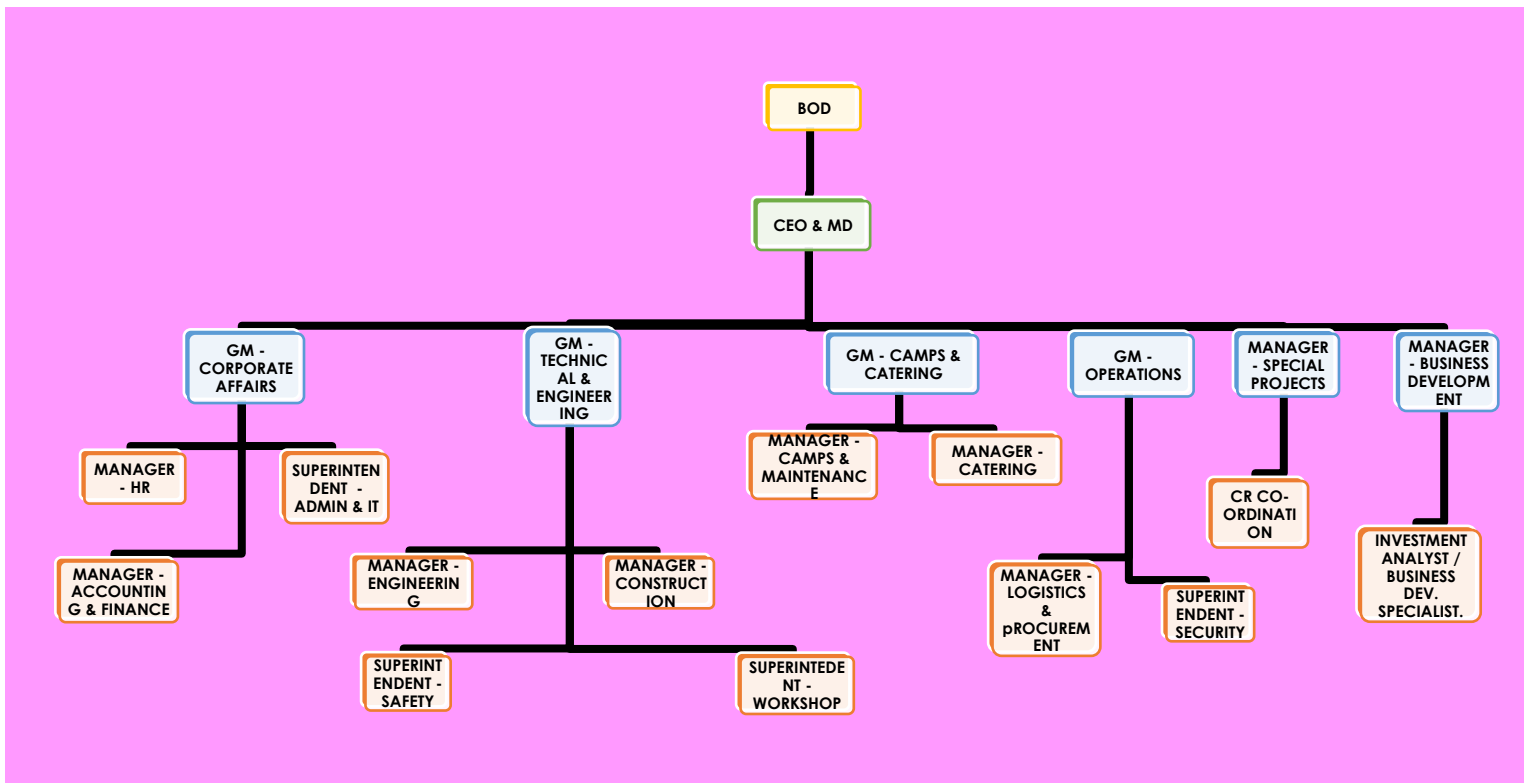 BOD
CEO & MD
GM -
CORPORATE
AFFAIRS
GM -
TECHNIC
AL &
ENGINEER
ING
GM - CAMPS &
CATERING
GM -
OPERATIONS
MANAGER
- SPECIAL
PROJECTS
MANAGER
- BUSINESS
DEVELOPM
ENT
MANAGER
- HR
SUPERINTEN
DENT -
ADMIN & IT
MANAGER -
ACCOUNTIN
G & FINANCE
MANAGER -
ENGINEERIN
G
MANAGER -
CONSTRUCT
ION
SUPERINT
ENDENT -
SAFETY
SUPERINTEDE
NT -
WORKSHOP
MANAGER -
CAMPS &
MAINTENANC
E
MANAGER -
CATERING
MANAGER -
LOGISTICS
&
pROCUREM
ENT
SUPERINT
ENDENT -
SECURITY
CR CO-
ORDINATI
ON
INVESTMENT
ANALYST /
BUSINESS
DEV.
SPECIALIST.